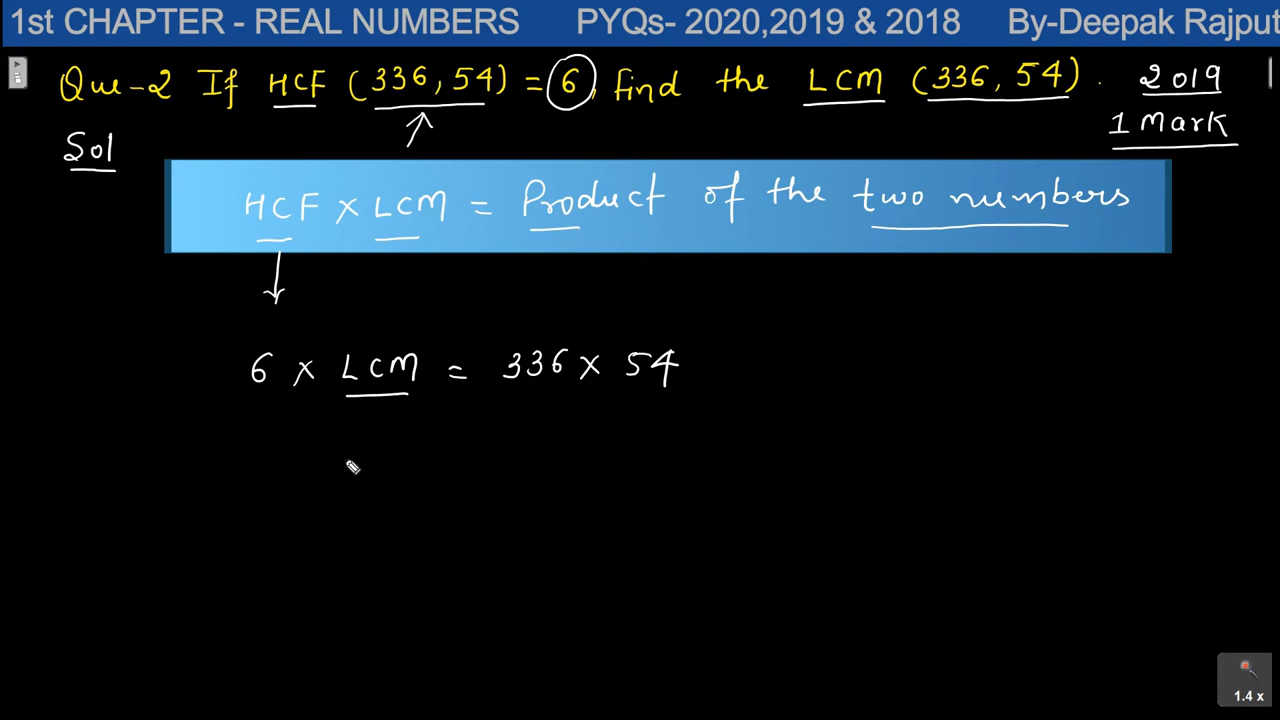 1st CHAPTER - REAL NUMBERS PYQs- 2020,2019 & 2018 By-Deepak Rajput
Que-2 If HCF (336,54) = 6, find the LCM (336, 54). 2019
1 Mark
Sol
HCF × LCM = Product of the two numbers
6 × LCM = 336 × 54
1.4 x